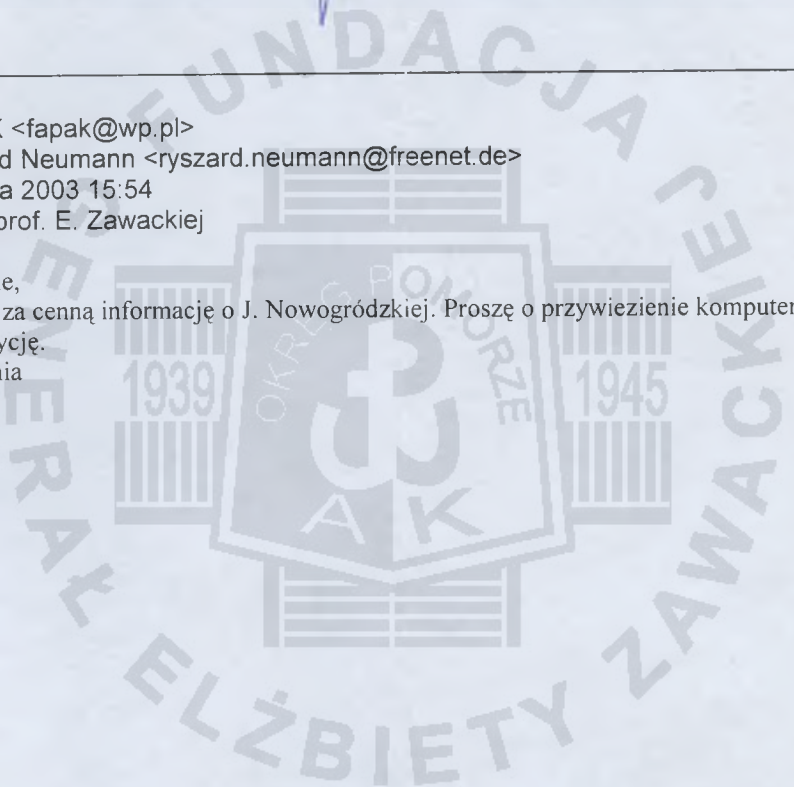 <fapak@wp.pl>
d Neumann <ryszard.neumann@freenet.de>
a 2003 15:54
prof. E. Zawackiej
e,
za cenną informację o J. Nowogródzkiej. Proszę o przywiezienie komputer
ycję.
nia
FUNDACJA JEJ
GENERAŁ ELŻBIETY ZAWACKIEJ
OKRĘG POMORZE
1939
1945
AK